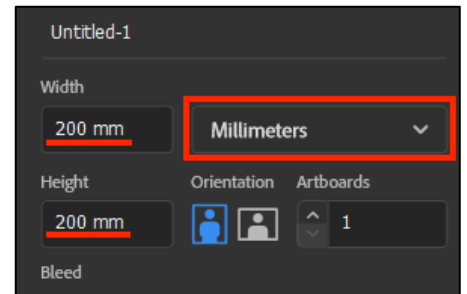 Untitled-1
Width
200 mm Millimeters
Height Orientation Artboards
200 mm 1
Bleed